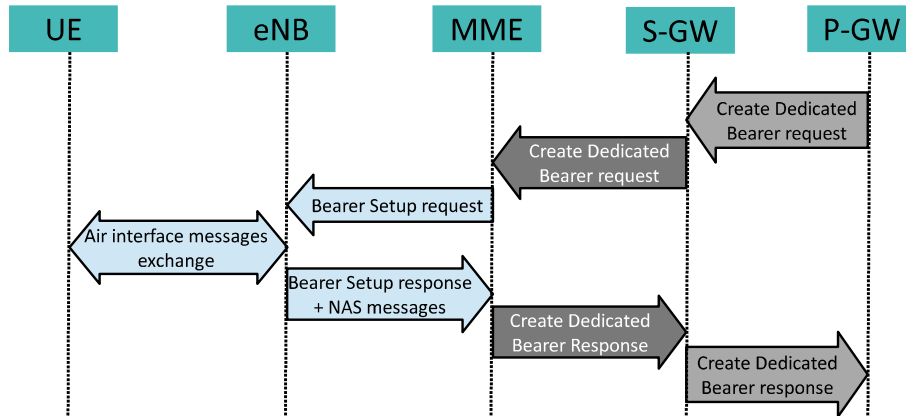 UE
eNB
MME
S-GW
P-GW
Create Dedicated
Bearer request
Create Dedicated
Bearer request
Bearer Setup request
Air interface messages
exchange
Bearer Setup response
+ NAS messages
Create Dedicated
Bearer Response
Create Dedicated
Bearer response